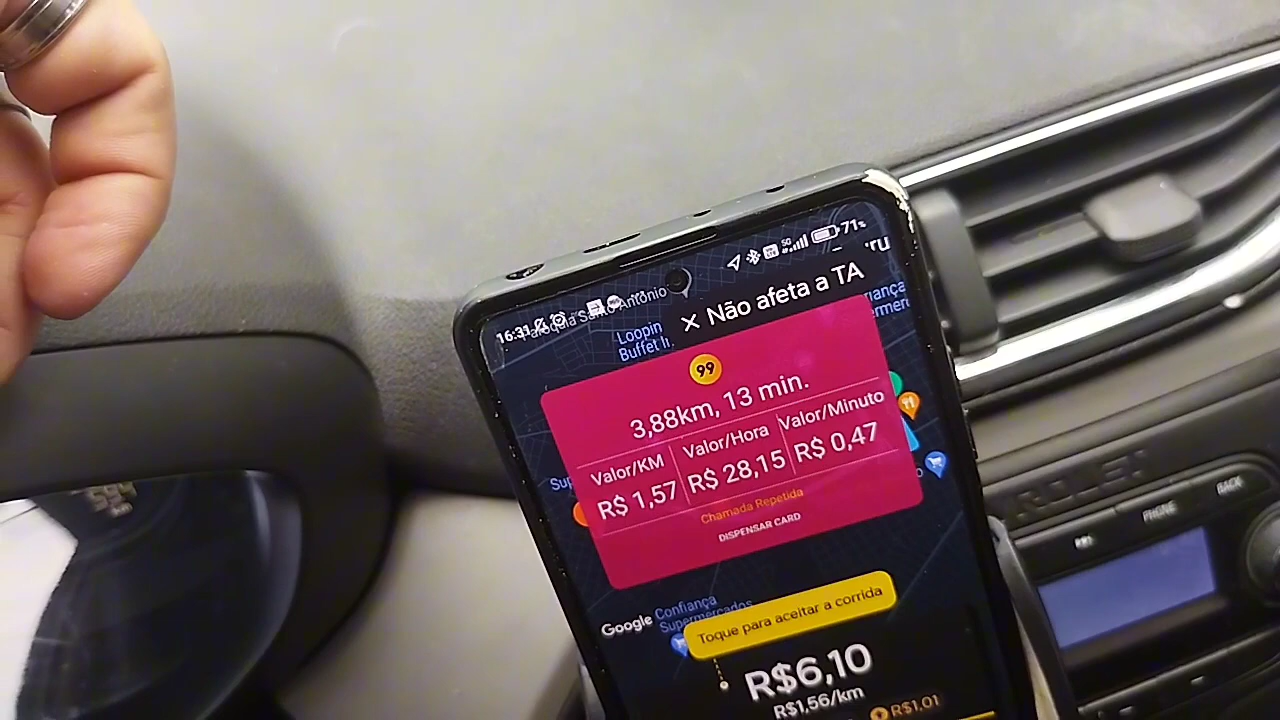 16:31
5G
71%
Paróquia Santo Antônio
× Não afeta a TA
Loopin
Buffet I
99
3,88km, 13 min.
Valor/KM Valor/Hora Valor/Minuto
R$ 1,57 R$ 28,15 R$ 0,47
Chamada Repetida
DISPENSAR CARD
Google
Confiança
Supermercados
Toque para aceitar a corrida
R$6,10
R$1,56/km
R$1,01
PHONE
BACK